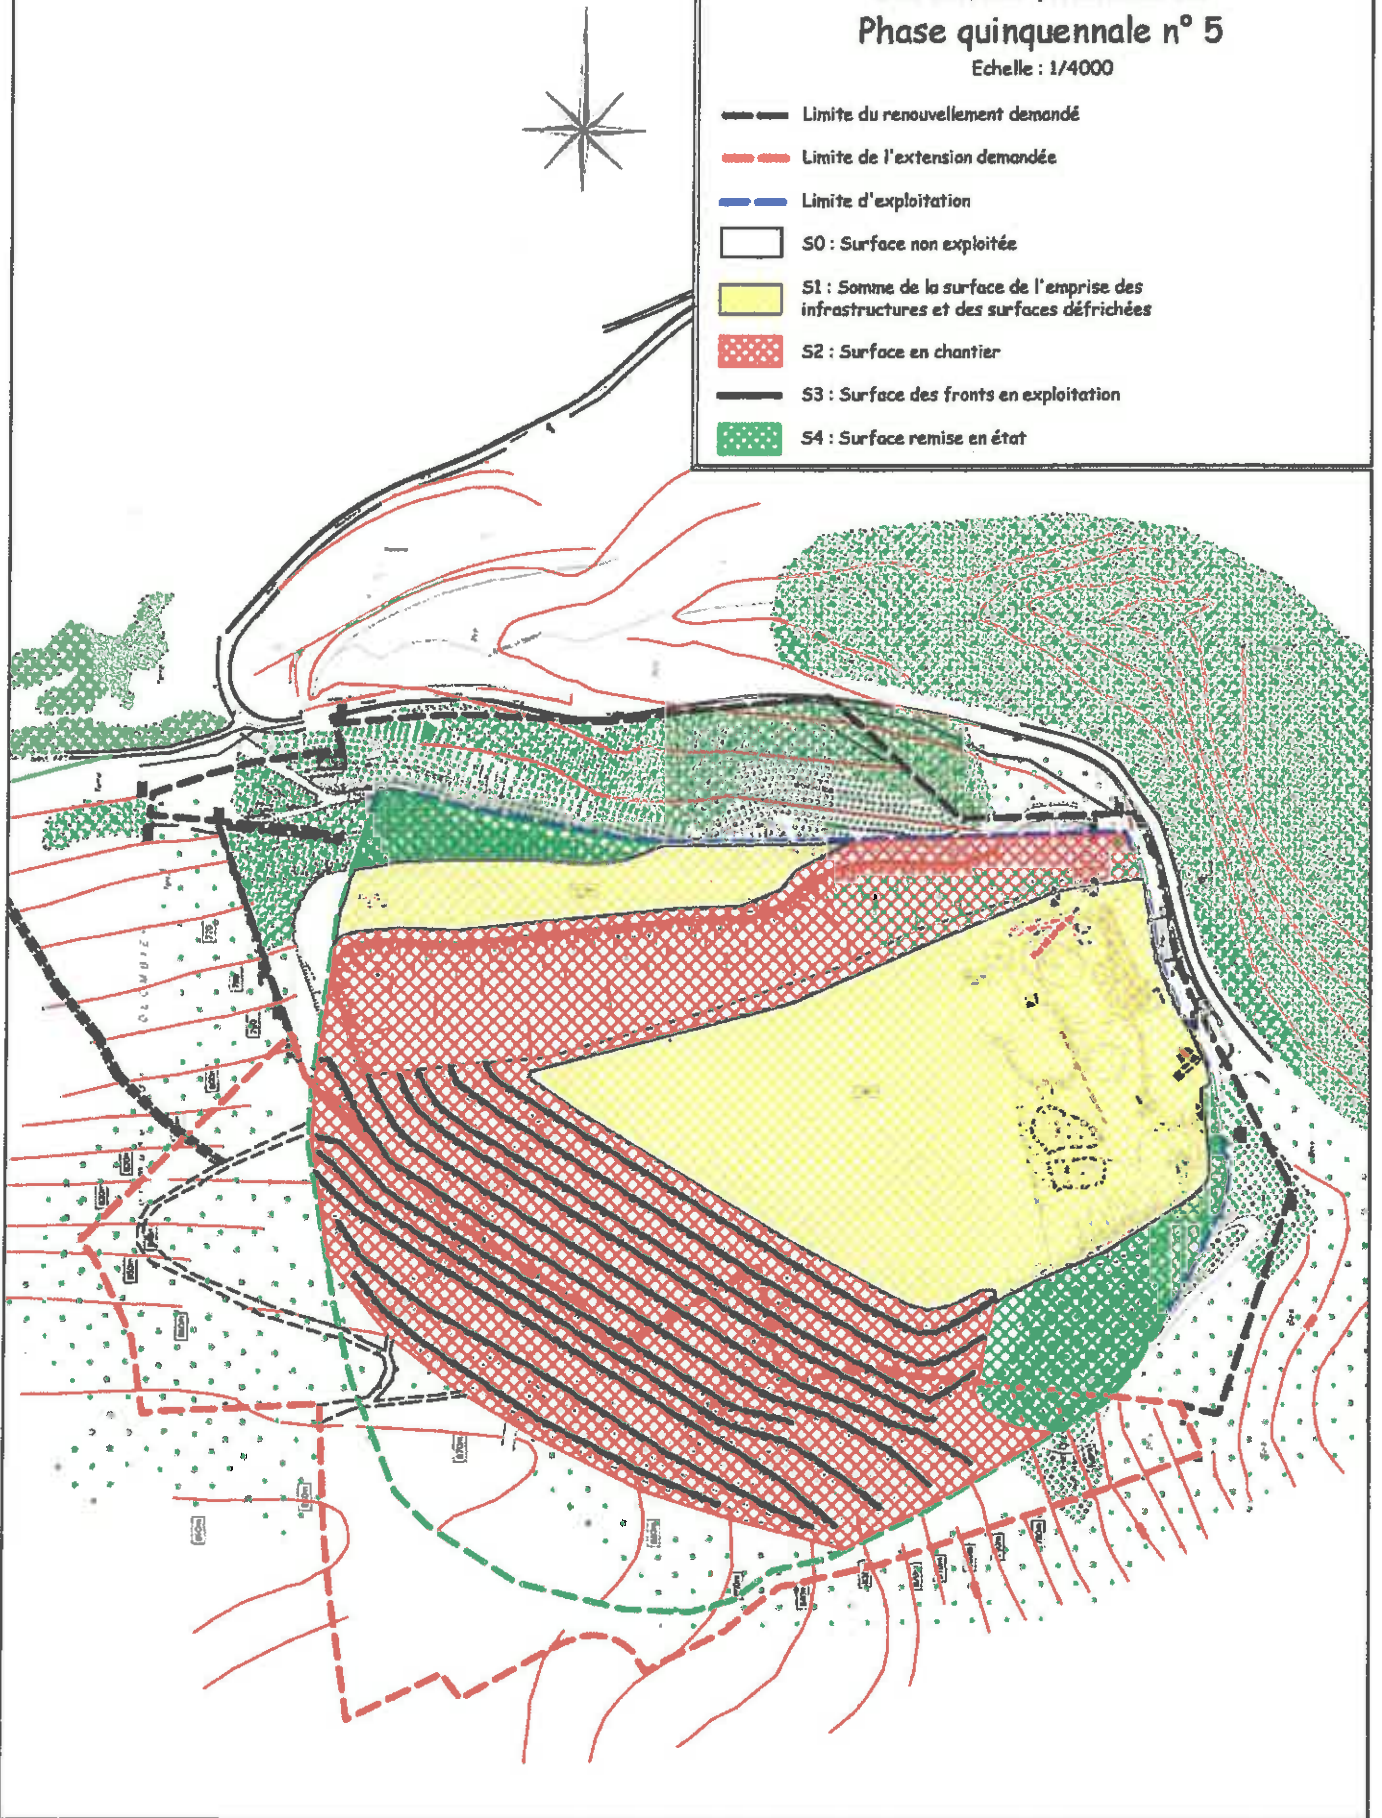 Phase quinquennale n° 5
Echelle : 1/4000
Limite du renouvellement demandé
Limite de l'extension demandée
Limite d'exploitation
S0 : Surface non exploitée
S1 : Somme de la surface de l'emprise des
infrastructures et des surfaces défrichées
S2 : Surface en chantier
S3 : Surface des fronts en exploitation
S4 : Surface remise en état